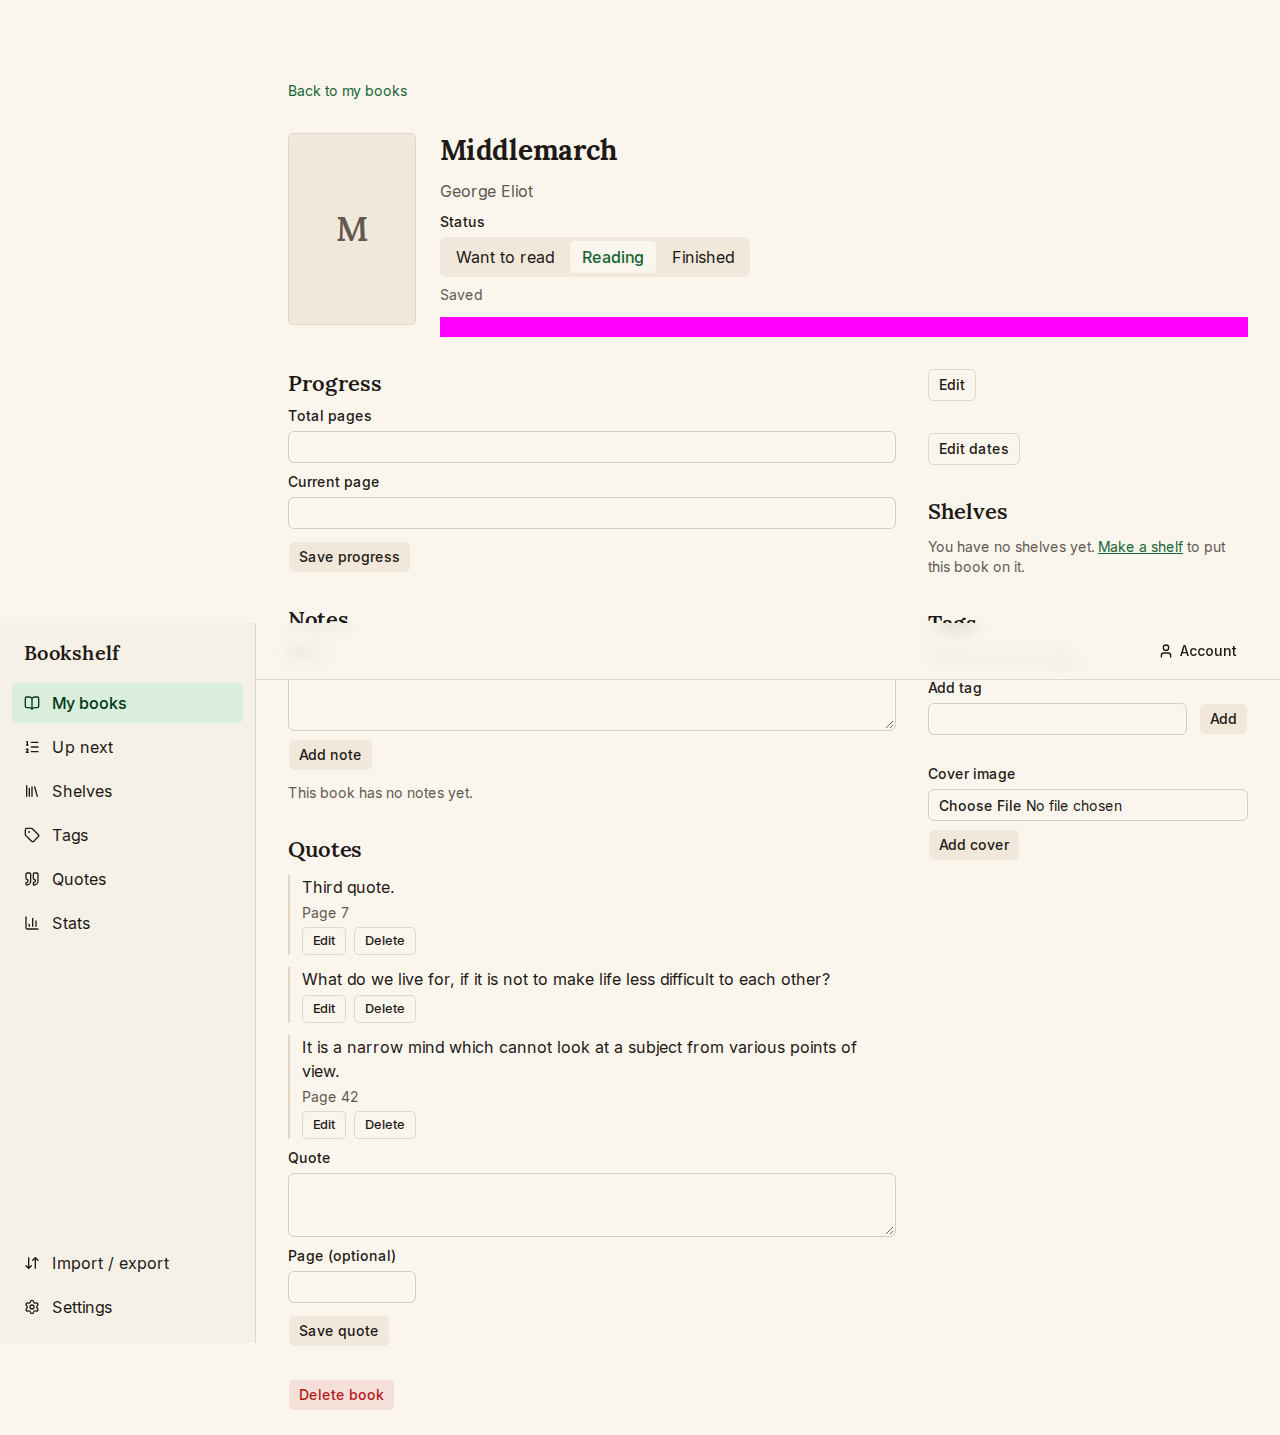 Back to my books
M
Middlemarch
George Eliot
Status
Want to read
Reading
Finished
Saved
Progress
Total pages
Current page
Save progress
Notes
Add note
This book has no notes yet.
Quotes
Third quote.
Page 7
Edit
Delete
What do we live for, if it is not to make life less difficult to each other?
Edit
Delete
It is a narrow mind which cannot look at a subject from various points of
view.
Page 42
Edit
Delete
Quote
Page (optional)
Save quote
Delete book
Edit
Edit dates
Shelves
You have no shelves yet. Make a shelf to put
this book on it.
Tags
Add tag
Add
Cover image
Choose File No file chosen
Add cover
Account
Bookshelf
My books
Up next
Shelves
Tags
Quotes
Stats
Import / export
Settings